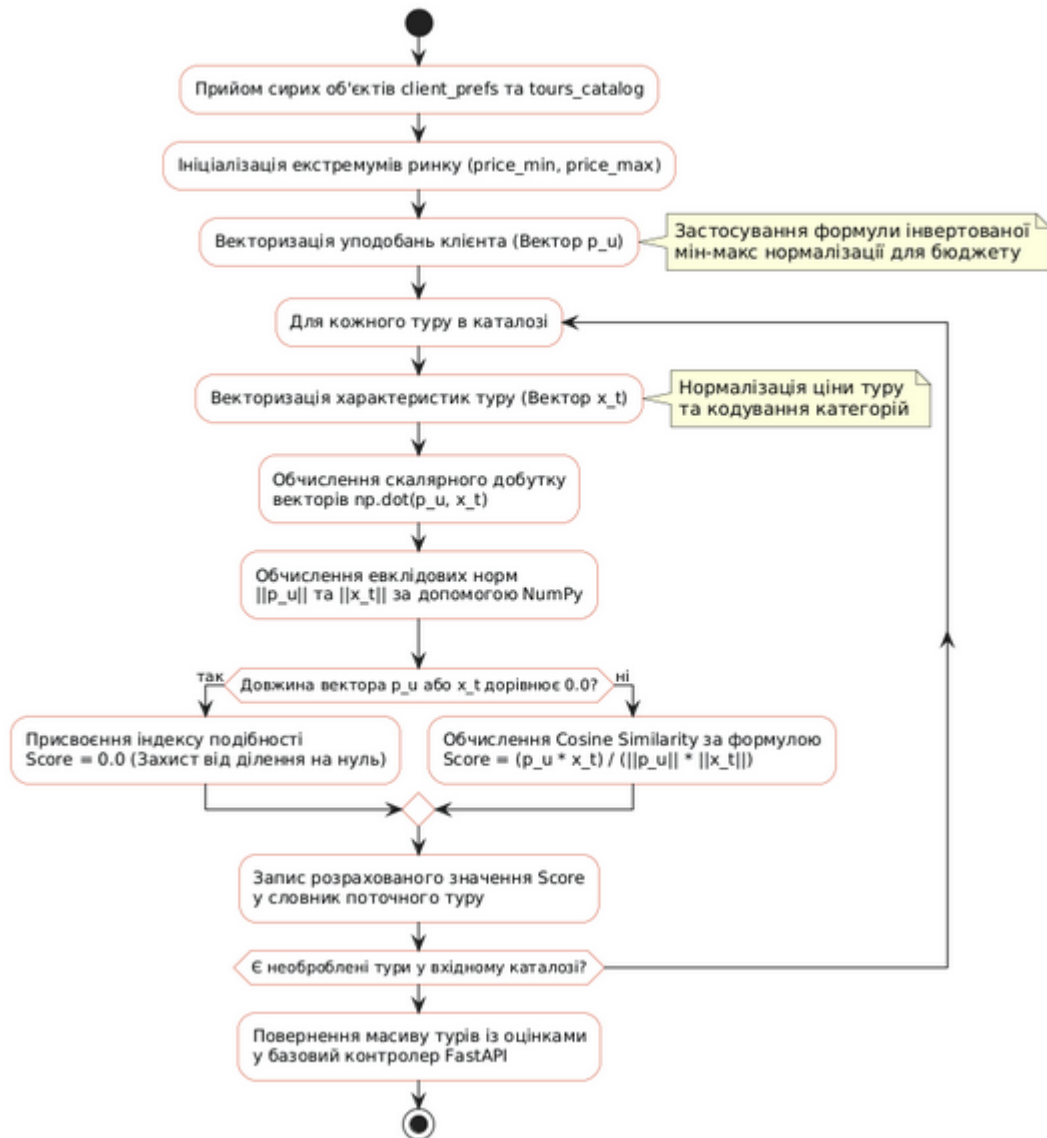 Прийом сирих об'єктів client_prefs та tours_catalog
Ініціалізація екстремумів ринку (price_min, price_max)
Векторизація уподобань клієнта (Вектор p_u)
Застосування формули інвертованої
мін-макс нормалізації для бюджету
Для кожного туру в каталозі
Векторизація характеристик туру (Вектор x_t)
Нормалізація ціни туру
та кодування категорій
Обчислення скалярного добутку
векторів np.dot(p_u, x_t)
Обчислення евклідових норм
||p_u|| та ||x_t|| за допомогою NumPy
так
Довжина вектора p_u або x_t дорівнює 0.0?
ні
Присвоєння індексу подібності
Score = 0.0 (Захист від ділення на нуль)
Обчислення Cosine Similarity за формулою
Score = (p_u * x_t) / (||p_u|| * ||x_t||)
Запис розрахованого значення Score
у словник поточного туру
Є необроблені тури у вхідному каталозі?
Повернення масиву турів із оцінками
у базовий контролер FastAPI